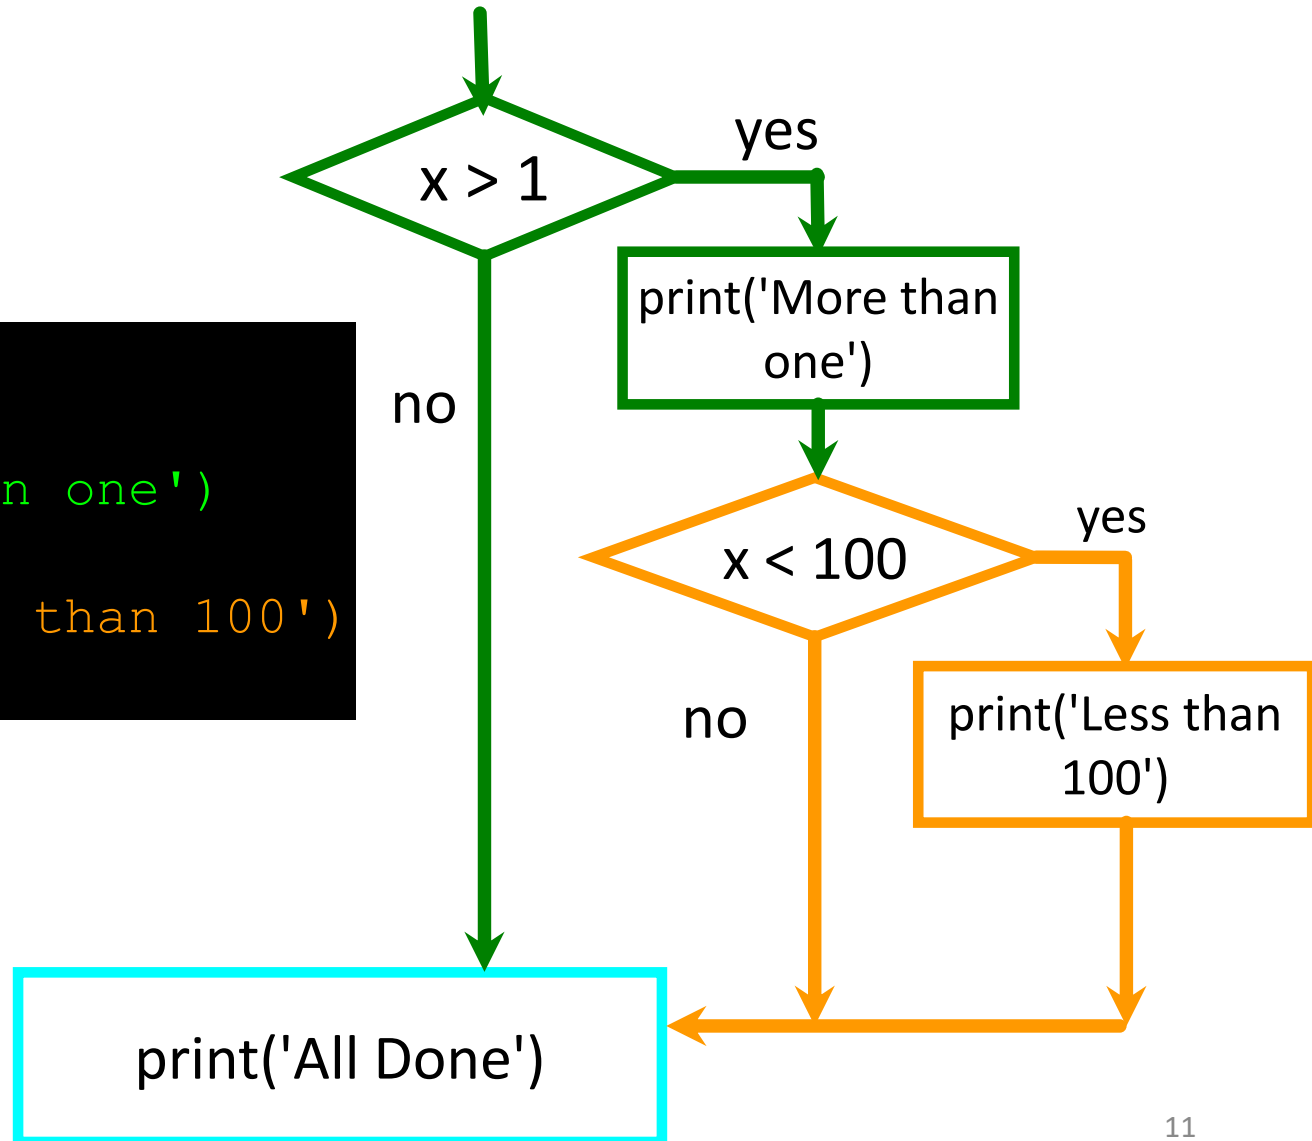 yes
x > 1
print('More than
one')
no
n one')
than 100')
yes
x < 100
no
print('Less than
100')
print('All Done')
11